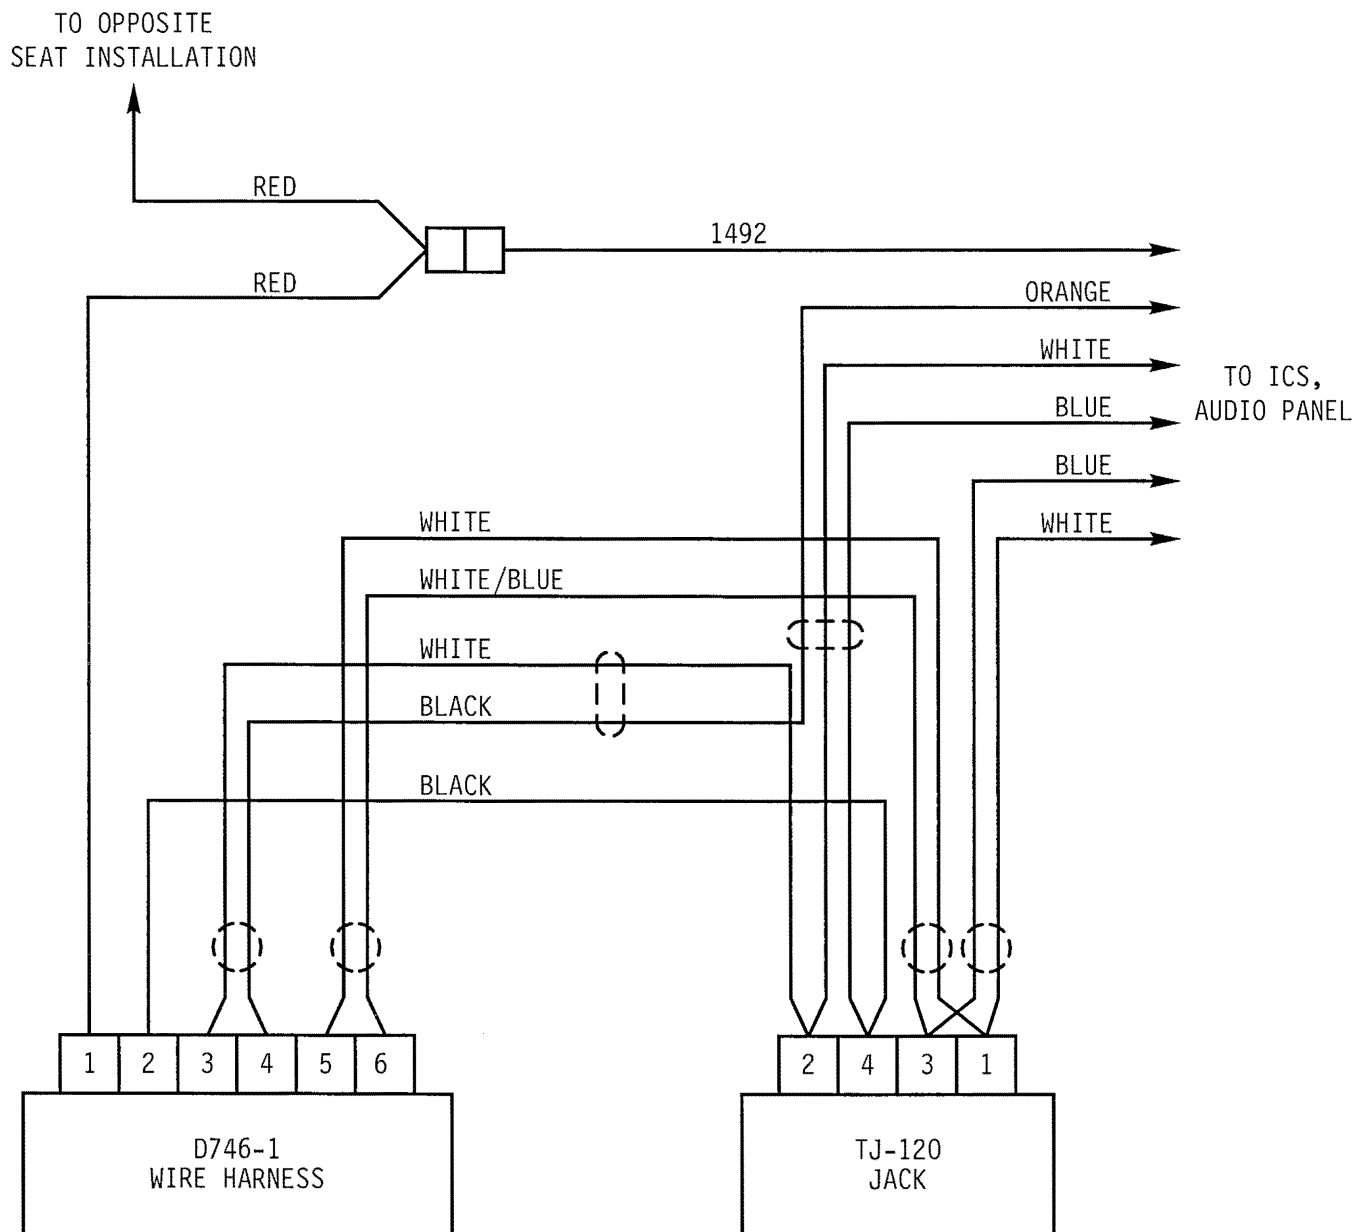 TO OPPOSITE
SEAT INSTALLATION
RED
1492
RED
ORANGE
WHITE
TO ICS,
AUDIO PANEL
BLUE
BLUE
WHITE
WHITE
WHITE/BLUE
WHITE
BLACK
BLACK
1 2 3 4 5 6
2 4 3 1
D746-1
WIRE HARNESS
TJ-120
JACK